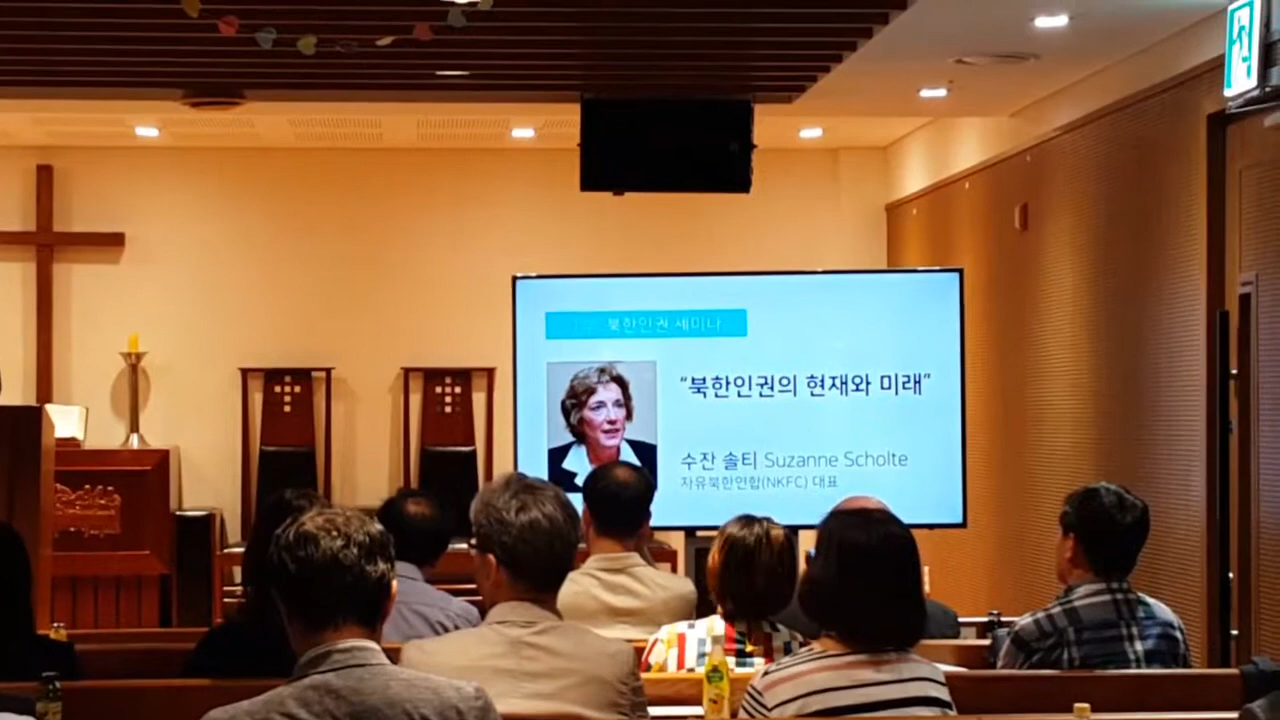 북한인권 세미나
“북한인권의 현재와 미래”
수잔 솔티 Suzanne Scholte
자유북한연합(NKFC) 대표